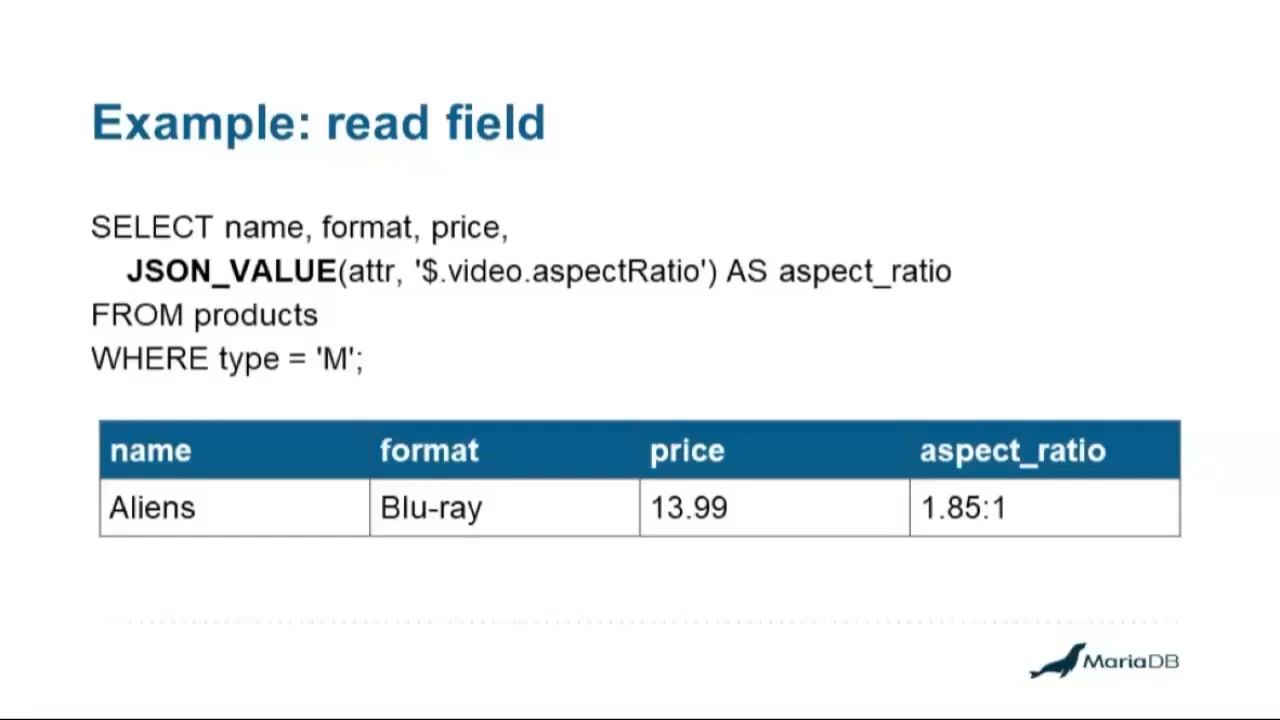 Example: read field
SELECT name, format, price,
JSON_VALUE(attr, '$.video.aspectRatio') AS aspect_ratio
FROM products
WHERE type = 'M';
name format price aspect_ratio
Aliens Blu-ray 13.99 1.85:1
MariaDB